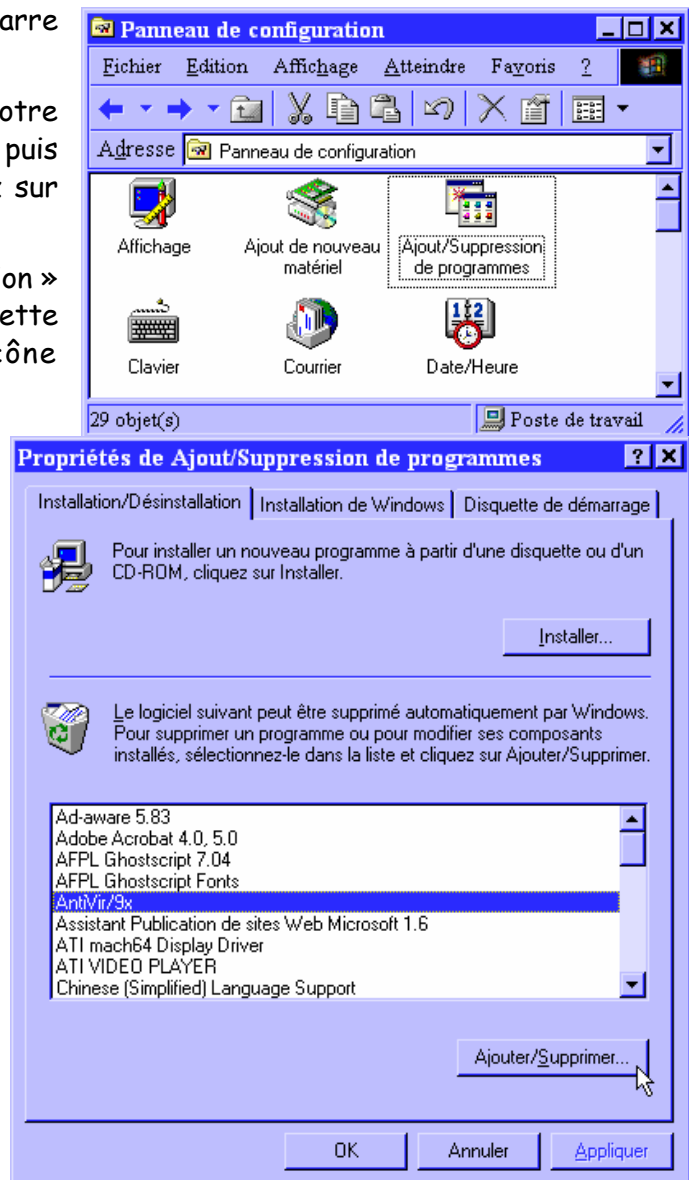 arre
otre
puis
sur
on »
ette
ône
Panneau de configuration
Fichier Edition Affichage Atteindre Favoris ?
Adresse Panneau de configuration
Affichage
Ajout de nouveau
matériel
Ajout/Suppression
de programmes
Clavier
Courrier
Date/Heure
29 objet(s) Poste de travail
Propriétés de Ajout/Suppression de programmes
Installation/Désinstallation Installation de Windows Disquette de démarrage
Pour installer un nouveau programme à partir d'une disquette ou d'un
CD-ROM, cliquez sur Installer.
Installer...
Le logiciel suivant peut être supprimé automatiquement par Windows.
Pour supprimer un programme ou pour modifier ses composants
installés, sélectionnez-le dans la liste et cliquez sur Ajouter/Supprimer.
Ad-aware 5.83
Adobe Acrobat 4.0, 5.0
AFPL Ghostscript 7.04
AFPL Ghostscript Fonts
AntiVir/9x
Assistant Publication de sites Web Microsoft 1.6
ATI mach64 Display Driver
ATI VIDEO PLAYER
Chinese (Simplified) Language Support
Ajouter/Supprimer...
OK Annuler Appliquer